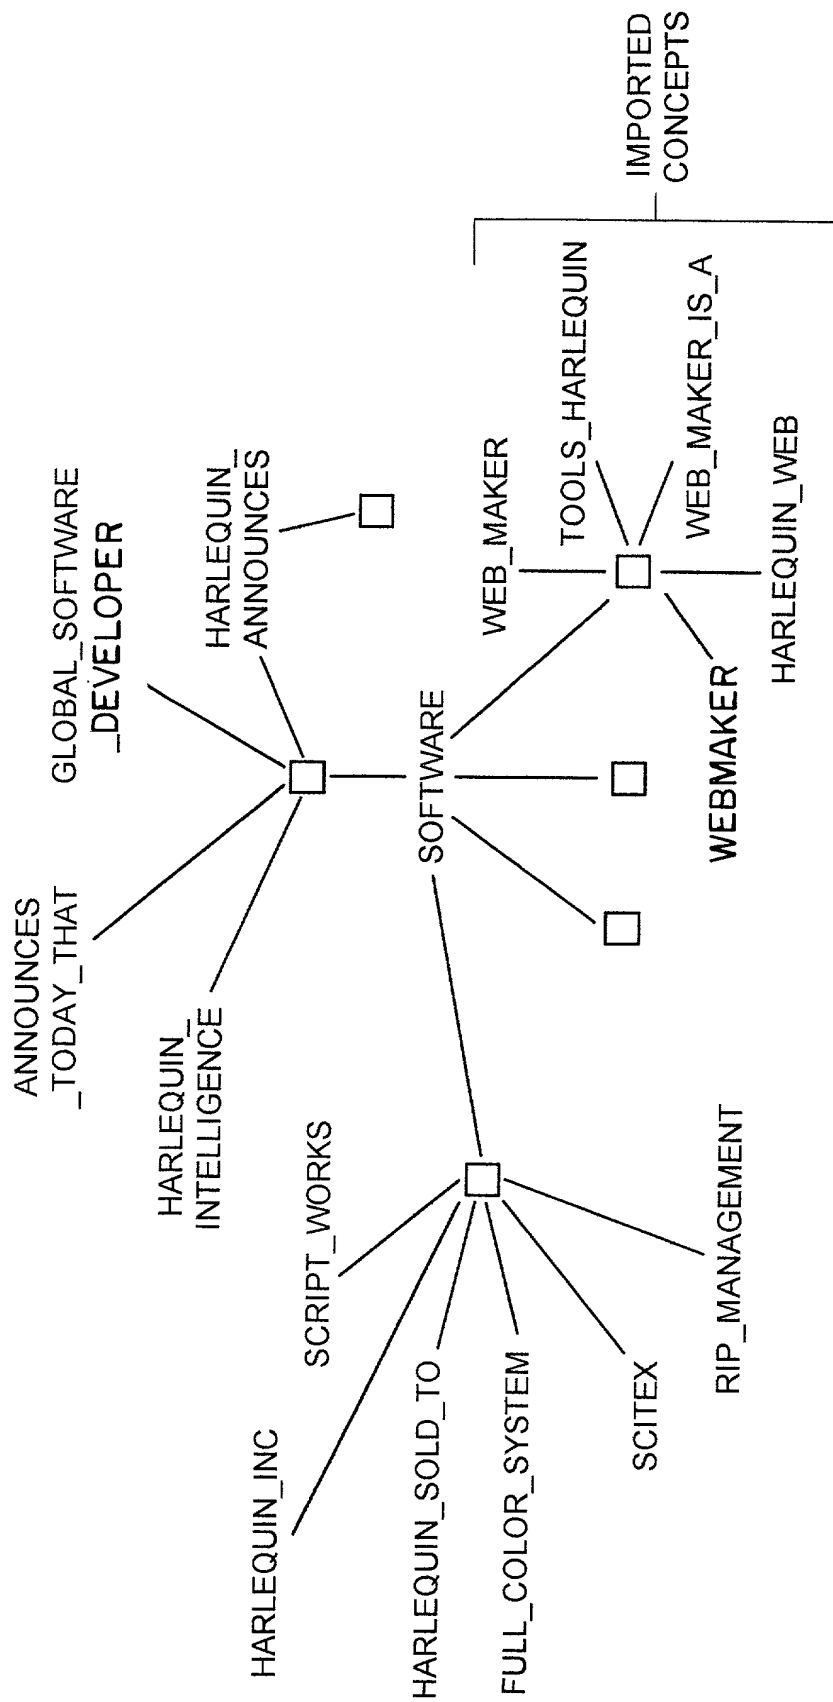 ANNOUNCES
_TODAY_THAT
GLOBAL_SOFTWARE
_DEVELOPER
HARLEQUIN_
INTELLIGENCE
HARLEQUIN_
ANNOUNCES
HARLEQUIN_INC
SCRIPT_WORKS
SOFTWARE
HARLEQUIN_SOLD_TO
FULL_COLOR_SYSTEM
SCITEX
RIP_MANAGEMENT
WEB_MAKER
TOOLS_HARLEQUIN
WEB_MAKER_IS_A
WEBMAKER
HARLEQUIN_WEB
IMPORTED
CONCEPTS